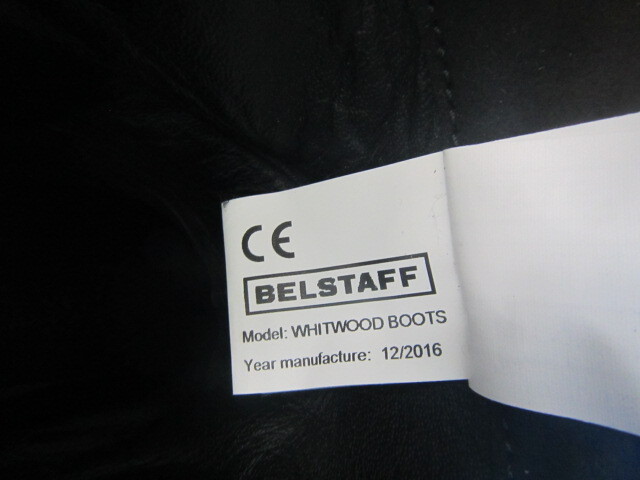 CE
BELSTAFF
Model: WHITWOOD BOOTS
Year manufacture: 12/2016